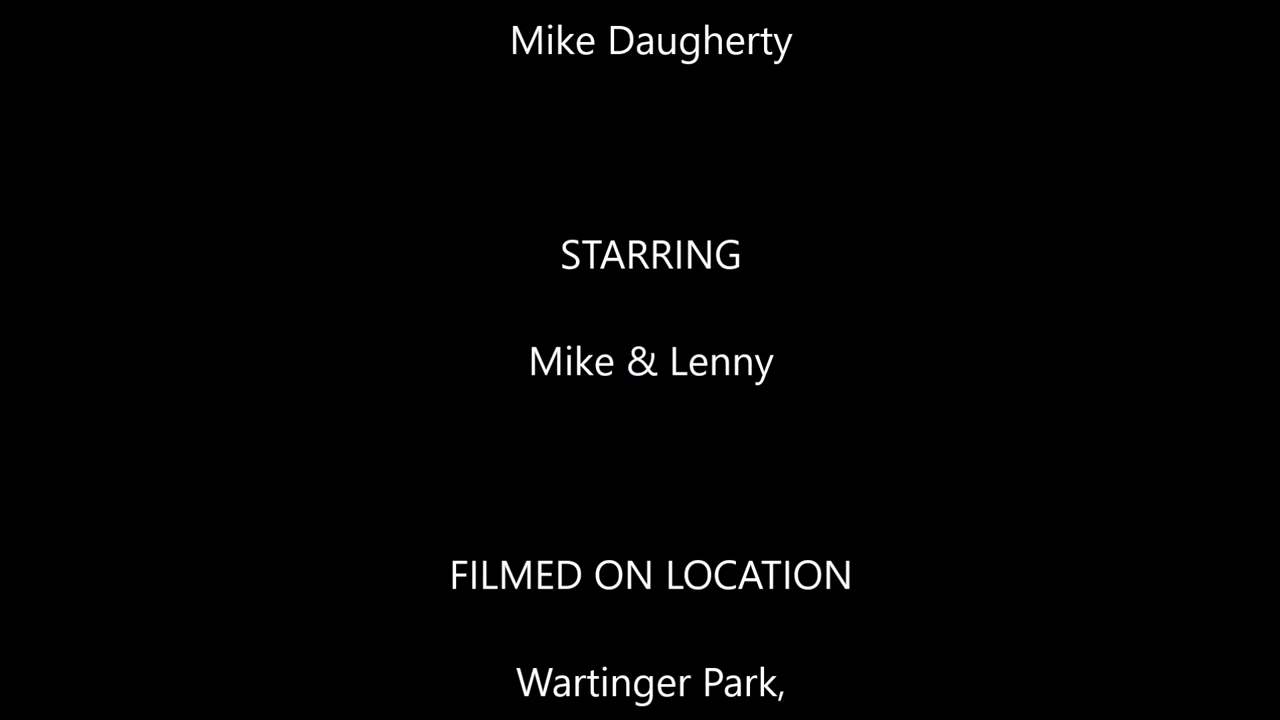 Mike Daugherty
STARRING
Mike & Lenny
FILMED ON LOCATION
Wartinger Park,